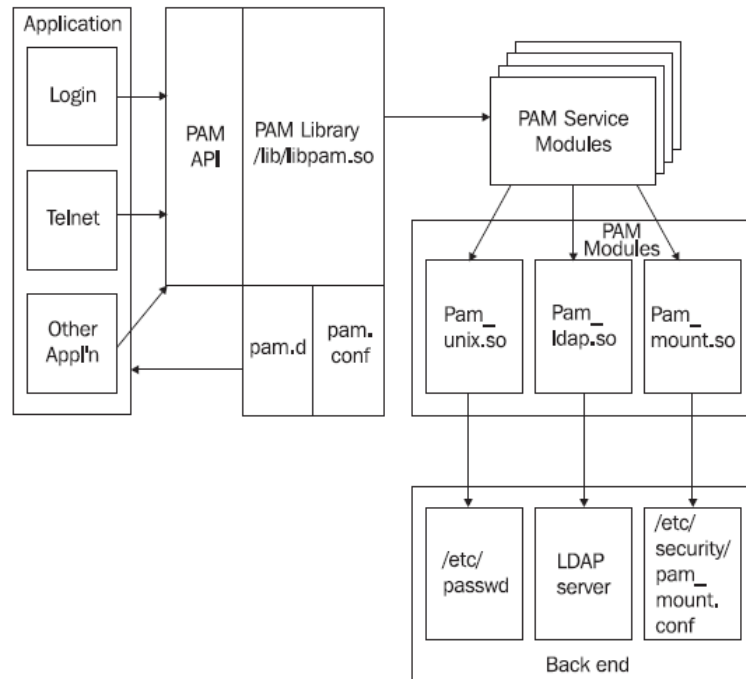 Application
Login
Telnet
Other
Appl'n
PAM
API
PAM Library
/lib/libpam.so
pam.d
pam.
conf
PAM Service
Modules
PAM
Modules
Pam_
unix.so
Pam_
ldap.so
Pam_
mount.so
/etc/
passwd
LDAP
server
/etc/
security/
pam_
mount.
conf
Back end